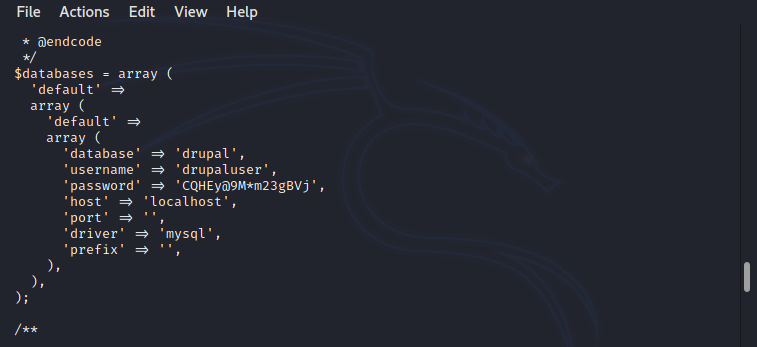 File Actions Edit View Help
* @endcode
*/
$databases = array (
'default' =>
array (
'default' =>
array (
'database' => 'drupal',
'username' => 'drupaluser',
'password' => 'CQHEy@9M*m23gBVj',
'host' => 'localhost',
'port' => '',
'driver' => 'mysql',
'prefix' => '',
),
),
);
/**